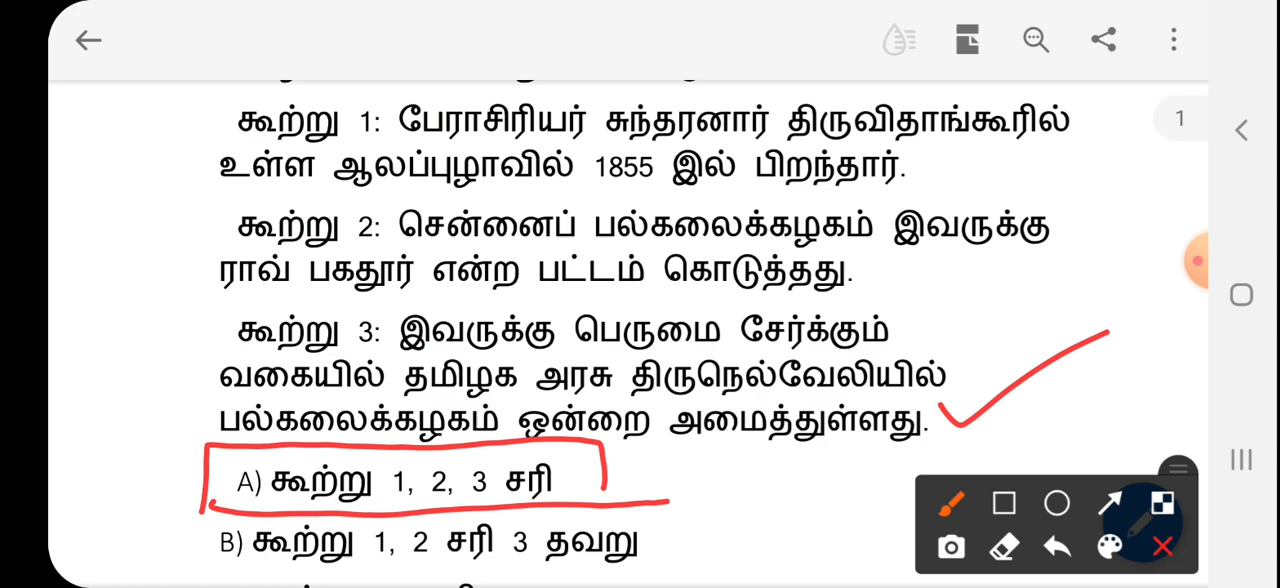 1
கூற்று 1: பேராசிரியர் சுந்தரனார் திருவிதாங்கூரில்
உள்ள ஆலப்புழாவில் 1855 இல் பிறந்தார்.
கூற்று 2: சென்னைப் பல்கலைக்கழகம் இவருக்கு
ராவ் பகதூர் என்ற பட்டம் கொடுத்தது.
கூற்று 3: இவருக்கு பெருமை சேர்க்கும்
வகையில் தமிழக அரசு திருநெல்வேலியில்
பல்கலைக்கழகம் ஒன்றை அமைத்துள்ளது.
A) கூற்று 1, 2, 3 சரி
B) கூற்று 1, 2 சரி 3 தவறு